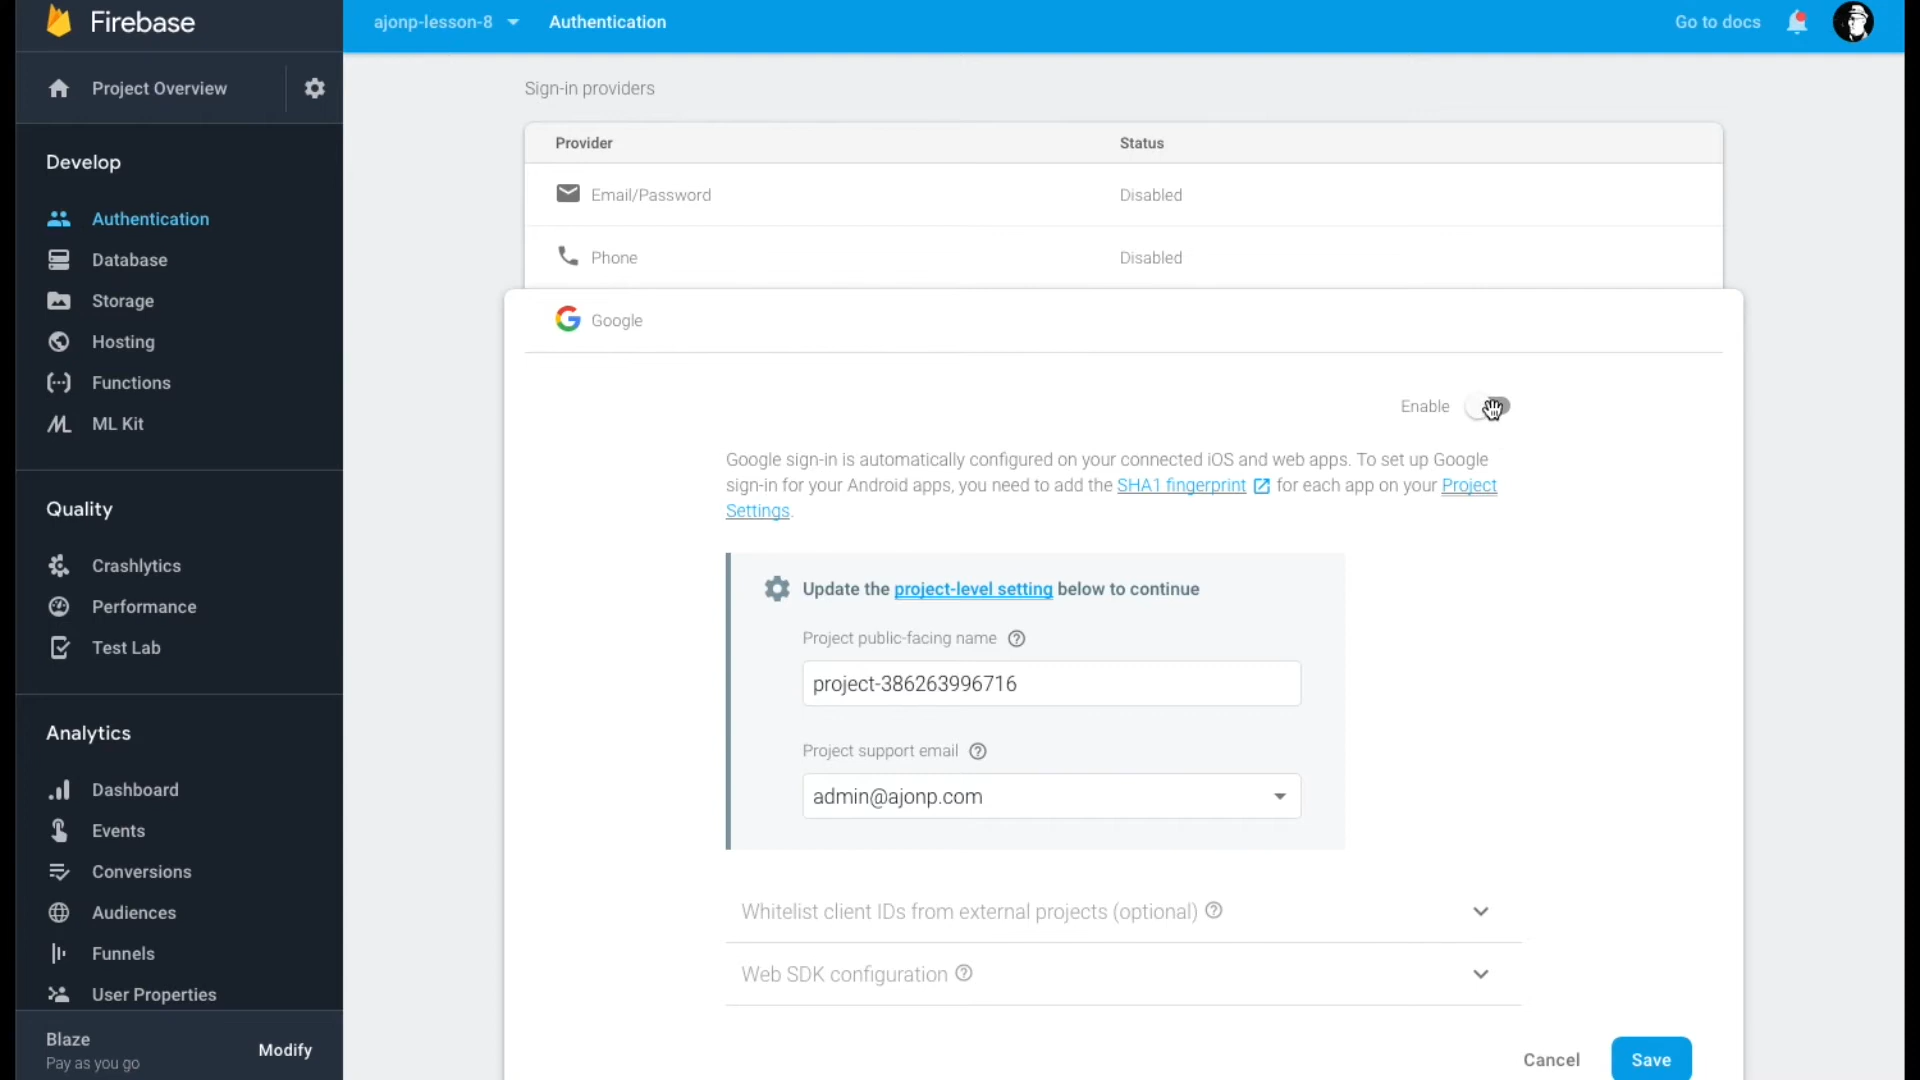 Firebase
ajonp-lesson-8
Authentication
Go to docs
Project Overview
Develop
Authentication
Database
Storage
Hosting
Functions
ML Kit
Quality
Crashlytics
Performance
Test Lab
Analytics
Dashboard
Events
Conversions
Audiences
Funnels
User Properties
Blaze
Pay as you go
Modify
Sign-in providers
Provider Status
Email/Password Disabled
Phone Disabled
Google
Enable
Google sign-in is automatically configured on your connected iOS and web apps. To set up Google
sign-in for your Android apps, you need to add the SHA1 fingerprint for each app on your Project
Settings.
Update the project-level setting below to continue
Project public-facing name
project-386263996716
Project support email
admin@ajonp.com
Whitelist client IDs from external projects (optional)
Web SDK configuration
Cancel Save